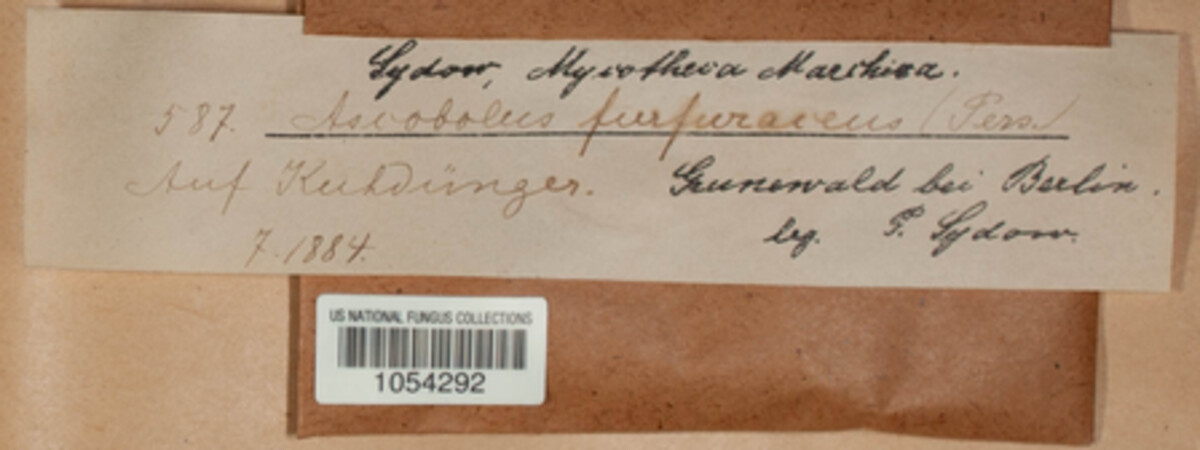 Sydow, Mycotheca Marchica.
587. Ascobolus furfuraceus (Pers.)
Auf Kuhdünger. Grunewald bei Berlin.
7.1884. leg. P. Sydow.
US NATIONAL FUNGUS COLLECTIONS
1054292